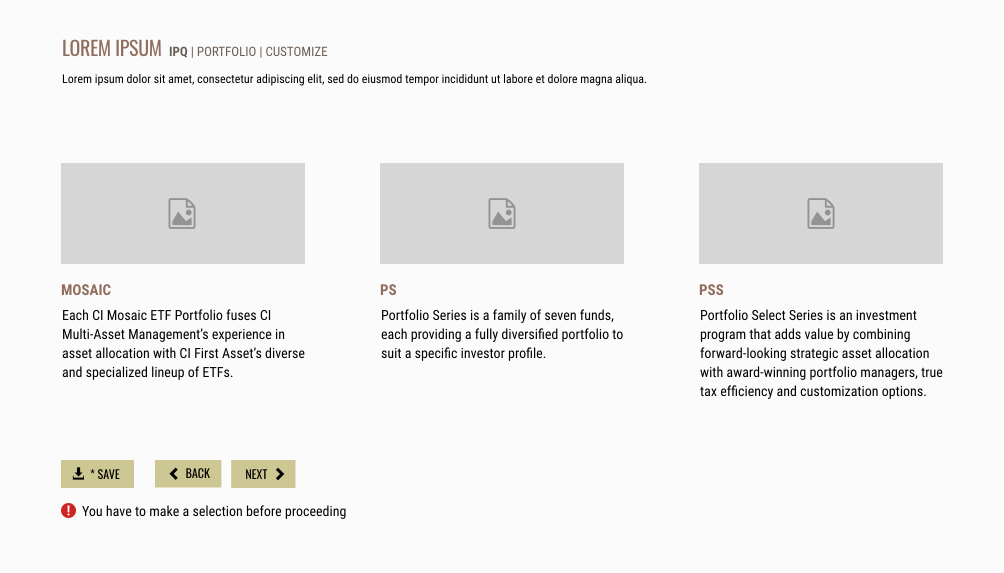 LOREM IPSUM IPQ | PORTFOLIO | CUSTOMIZE
Lorem ipsum dolor sit amet, consectetur adipiscing elit, sed do eiusmod tempor incididunt ut labore et dolore magna aliqua.
MOSAIC
Each CI Mosaic ETF Portfolio fuses CI
Multi-Asset Management’s experience in
asset allocation with CI First Asset’s diverse
and specialized lineup of ETFs.
PS
Portfolio Series is a family of seven funds,
each providing a fully diversified portfolio to
suit a specific investor profile.
PSS
Portfolio Select Series is an investment
program that adds value by combining
forward-looking strategic asset allocation
with award-winning portfolio managers, true
tax efficiency and customization options.
* SAVE
BACK
NEXT
You have to make a selection before proceeding